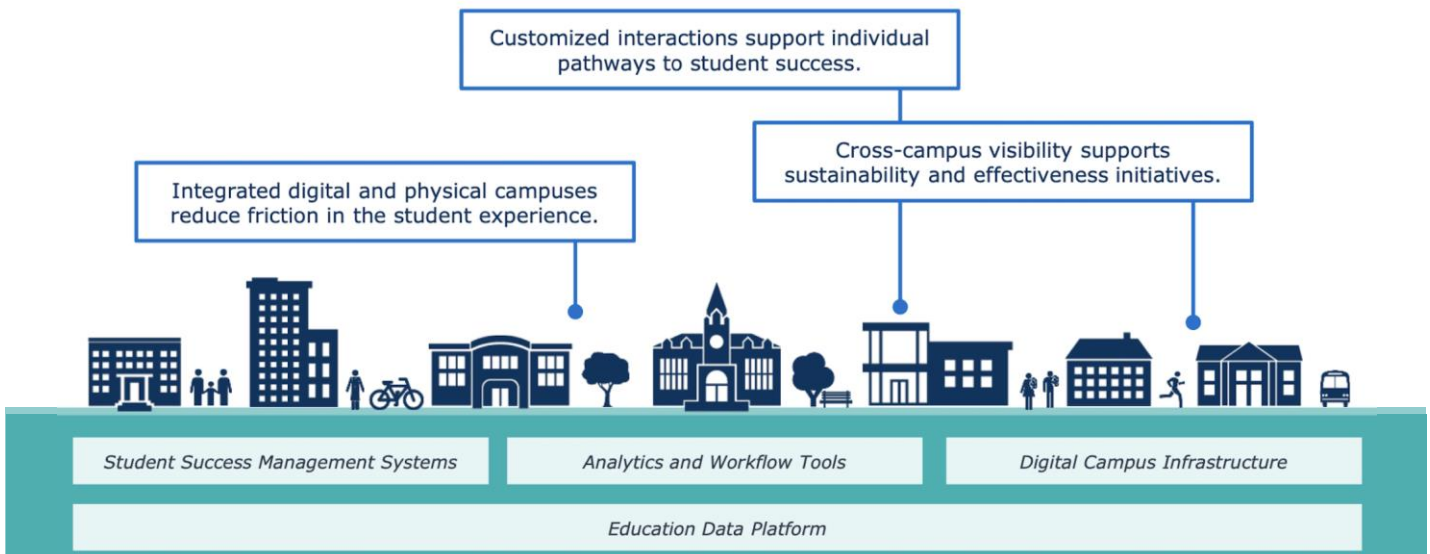 Customized interactions support individual
pathways to student success.
Cross-campus visibility supports
sustainability and effectiveness initiatives.
Integrated digital and physical campuses
reduce friction in the student experience.
Student Success Management Systems
Analytics and Workflow Tools
Digital Campus Infrastructure
Education Data Platform